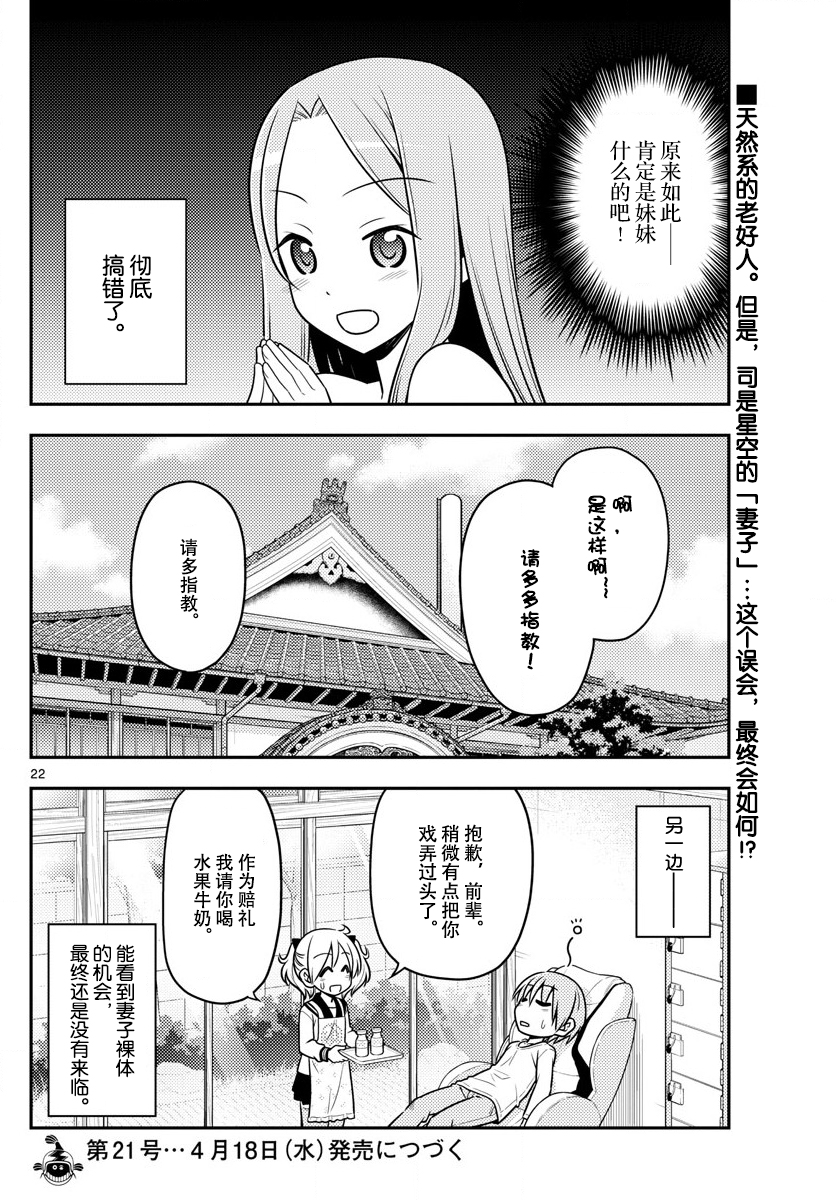 ■天然系的老好人。但是，司是星空的「妻子」…这个误会，最终会如何!?
原来如此——
肯定是妹妹
什么的吧！
彻底
搞错了。
啊，
是这样啊~
请多多指教！
请多
指教。
22
另一边——
抱歉，前辈。
稍微有点把你
戏弄过头了。
作为赔礼
我请你喝
水果牛奶。
能看到妻子裸体
的机会，
最终还是没有来临。
第21号…4月18日(水)発売につづく